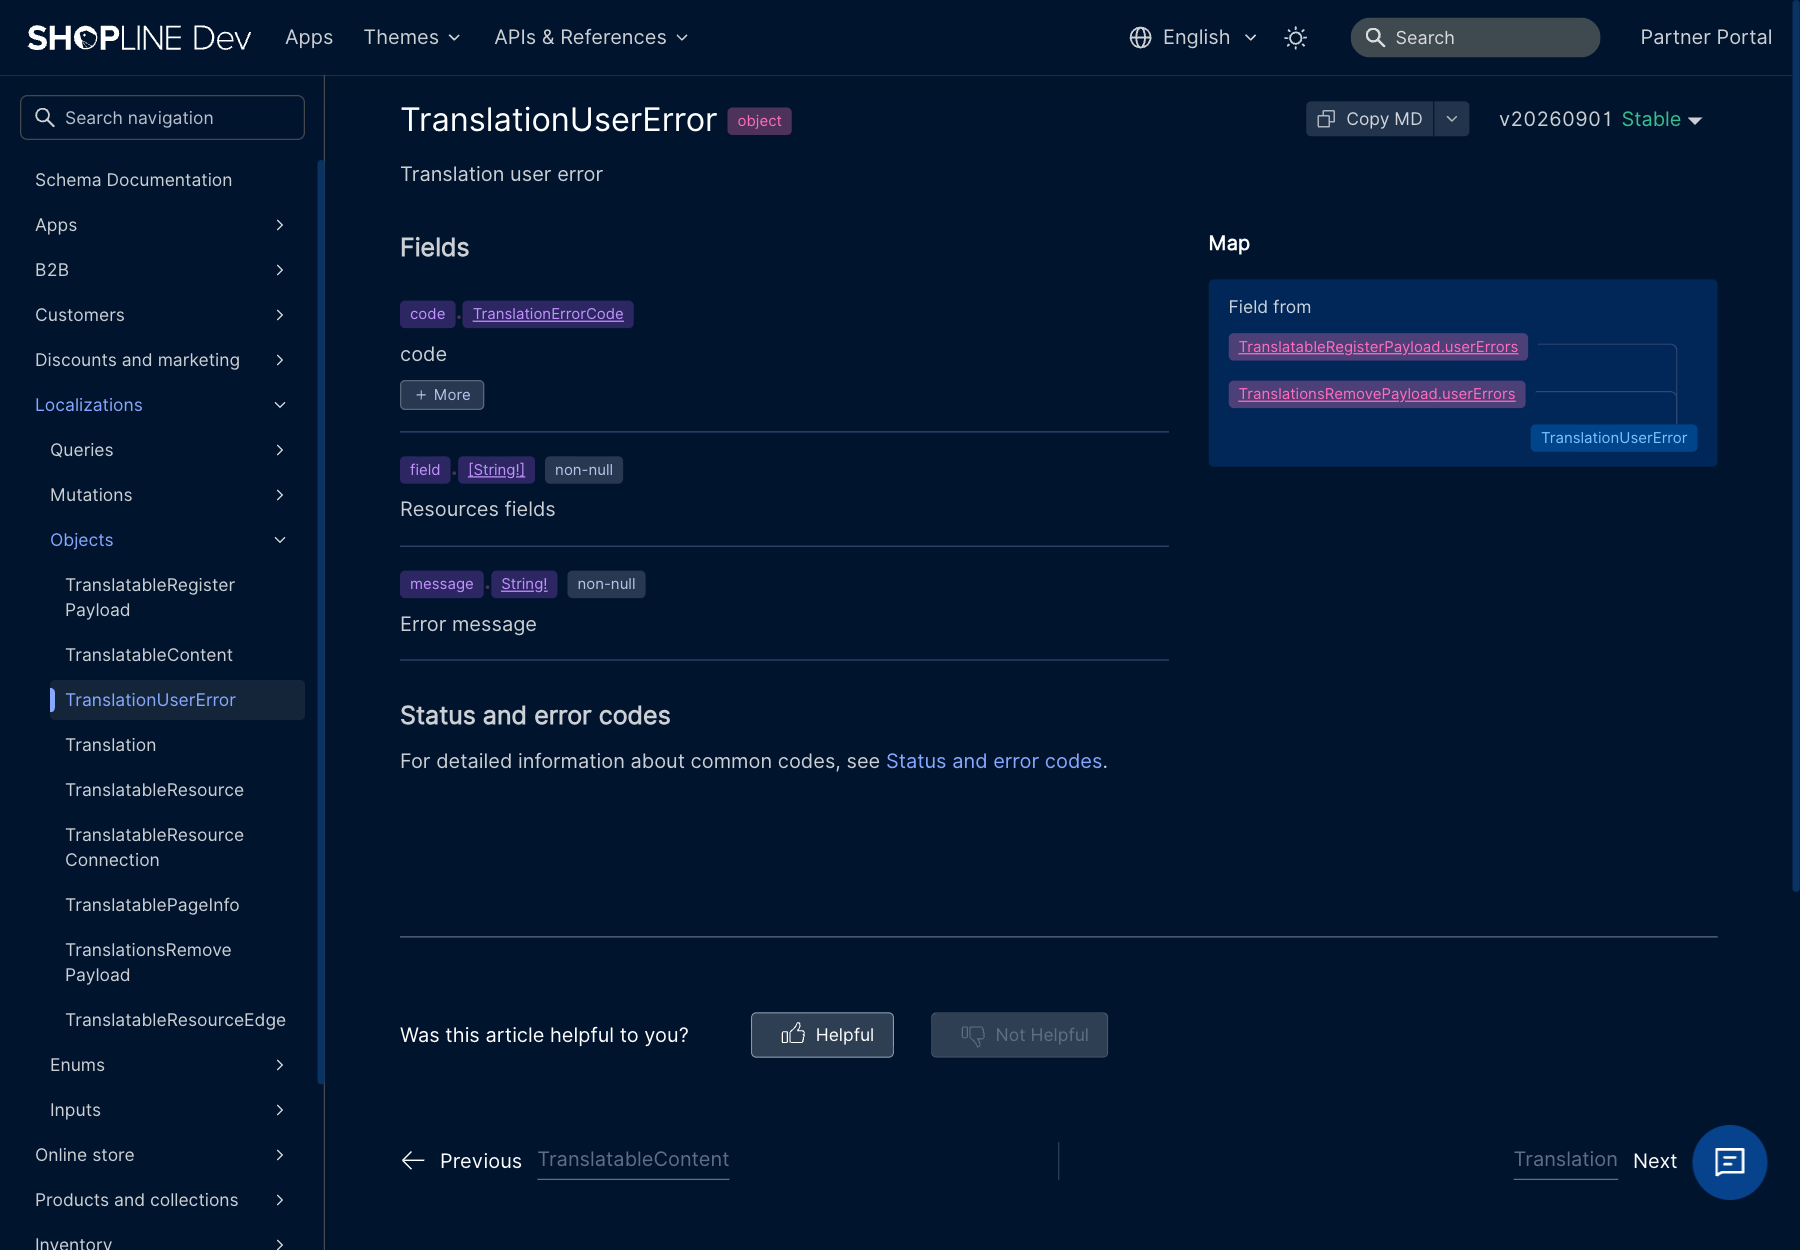 SHOPLINE Dev
Apps
Themes
APIs & References
English
Search
Partner Portal
Search navigation
Schema Documentation
Apps
B2B
Customers
Discounts and marketing
Localizations
Queries
Mutations
Objects
TranslatableRegister
Payload
TranslatableContent
TranslationUserError
Translation
TranslatableResource
TranslatableResource
Connection
TranslatablePageInfo
TranslationsRemove
Payload
TranslatableResourceEdge
Enums
Inputs
Online store
Products and collections
Inventory
TranslationUserError object
Copy MD
v20260901 Stable
Translation user error
Fields
code . TranslationErrorCode
code
+ More
field . [String!] non-null
Resources fields
message . String! non-null
Error message
Map
Field from
TranslatableRegisterPayload.userErrors
TranslationsRemovePayload.userErrors
TranslationUserError
Status and error codes
For detailed information about common codes, see Status and error codes.
Was this article helpful to you?
Helpful
Not Helpful
Previous TranslatableContent
Translation Next